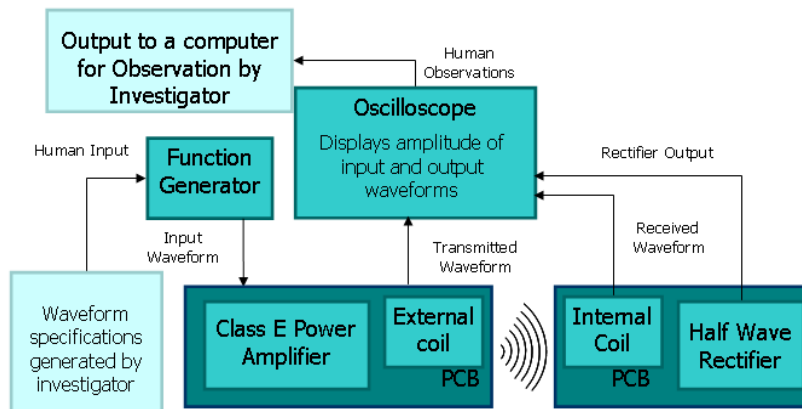 Output to a computer
for Observation by
Investigator
Human
Observations
Oscilloscope
Displays amplitude of
input and output
waveforms
Human Input
Function
Generator
Rectifier Output
Input
Waveform
Transmitted
Waveform
Received
Waveform
Waveform
specifications
generated by
investigator
Class E Power
Amplifier
External
coil
PCB
Internal
Coil
PCB
Half Wave
Rectifier